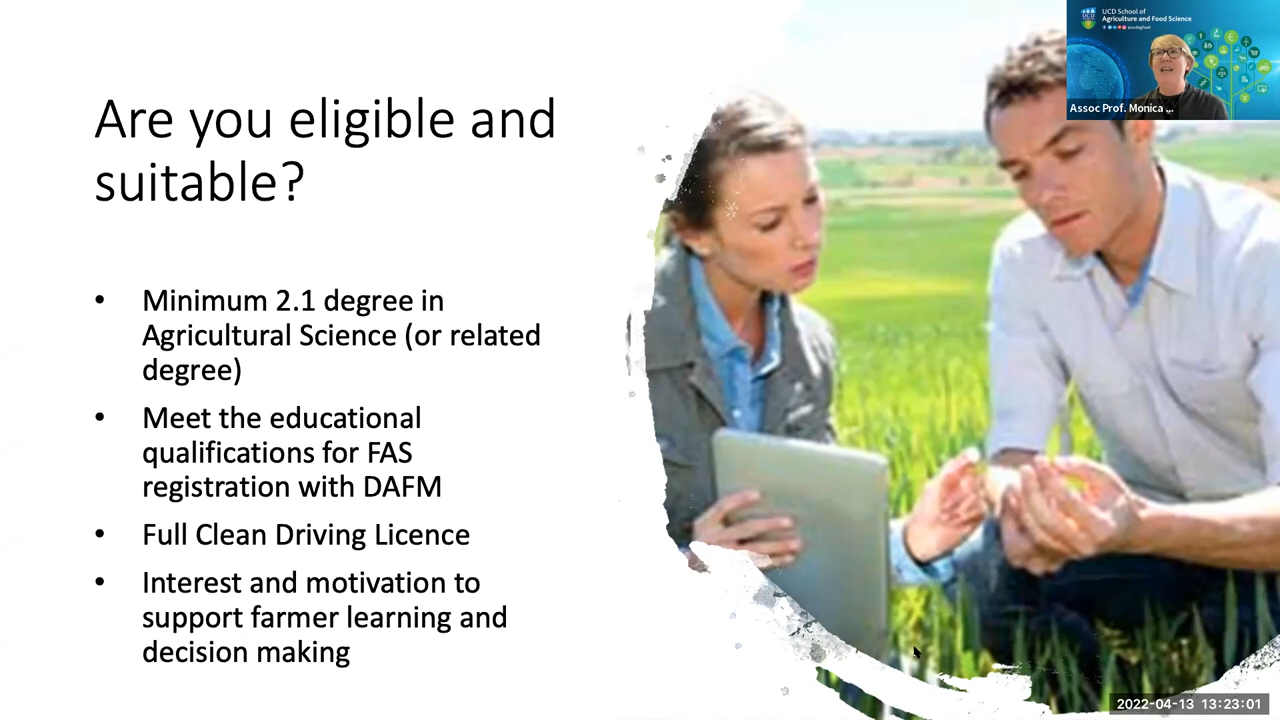 Are you eligible and
suitable?
• Minimum 2.1 degree in
Agricultural Science (or related
degree)
• Meet the educational
qualifications for FAS
registration with DAFM
• Full Clean Driving Licence
• Interest and motivation to
support farmer learning and
decision making
UCD
UCD School of
Agriculture and Food Science
Assoc Prof. Monica ...
2022-04-13 13:23:01